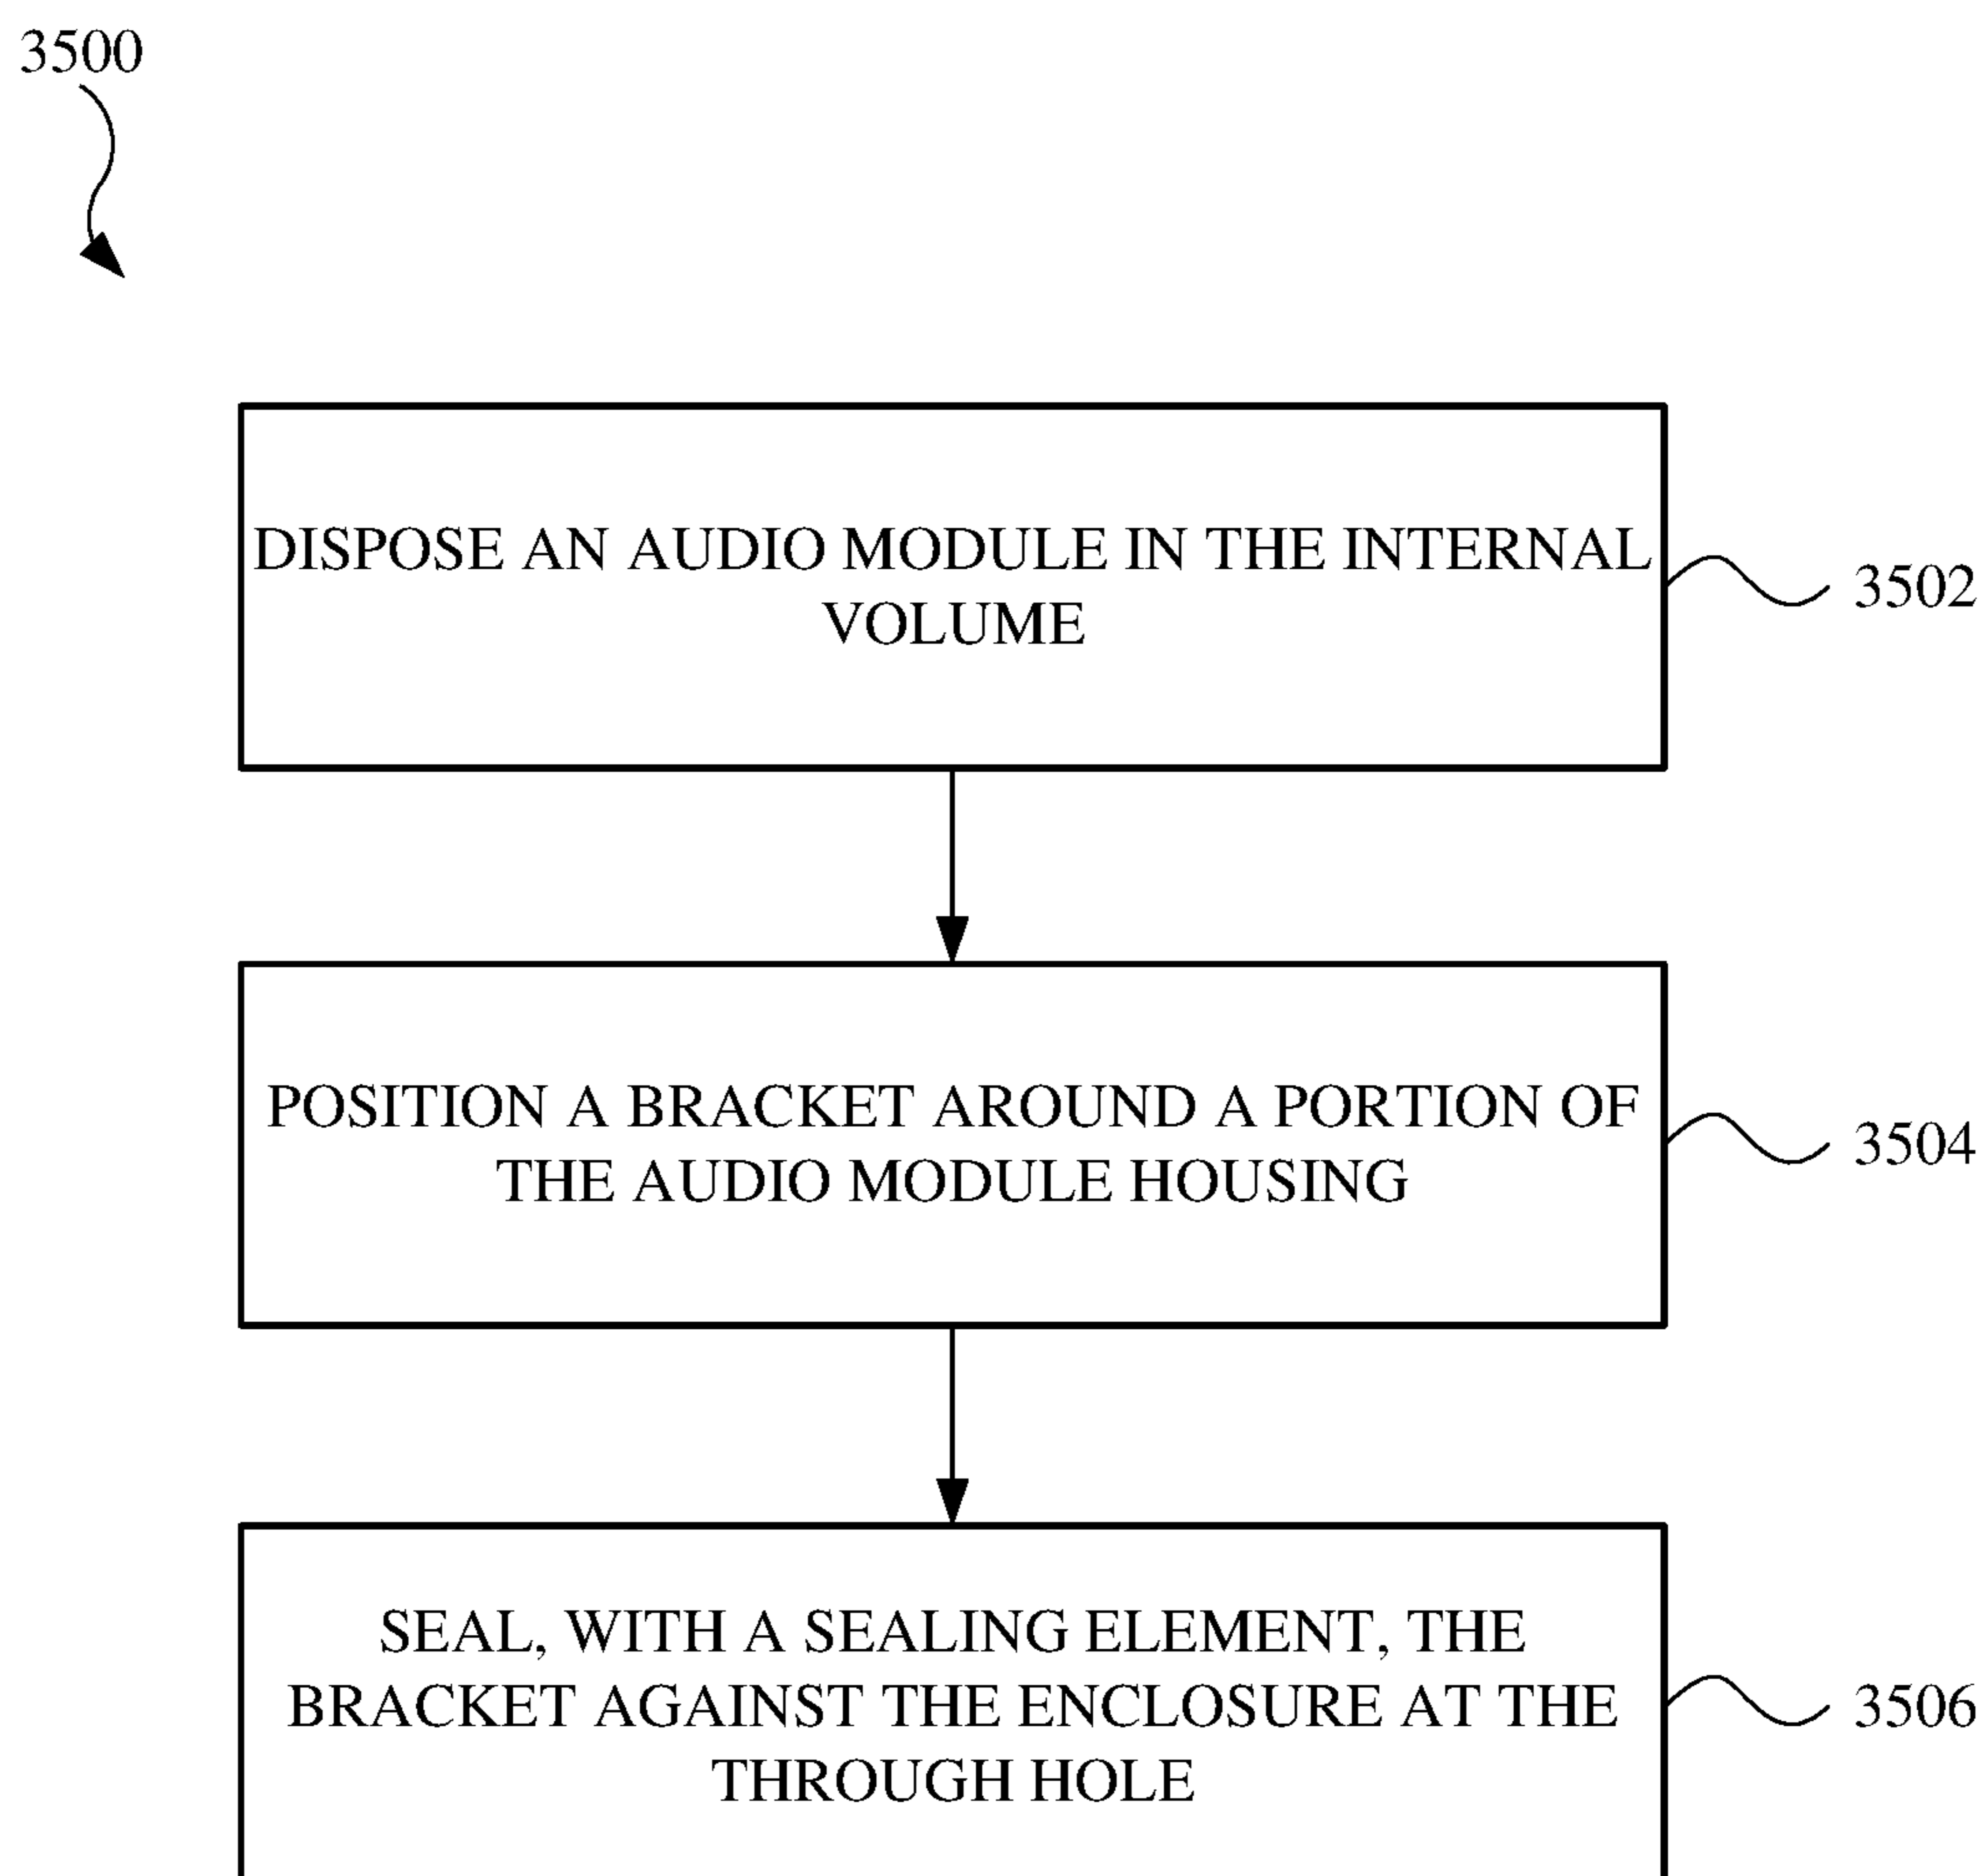 3500
DISPOSE AN AUDIO MODULE IN THE INTERNAL
VOLUME
3502
POSITION A BRACKET AROUND A PORTION OF
THE AUDIO MODULE HOUSING
3504
SEAL, WITH A SEALING ELEMENT, THE
BRACKET AGAINST THE ENCLOSURE AT THE
THROUGH HOLE
3506